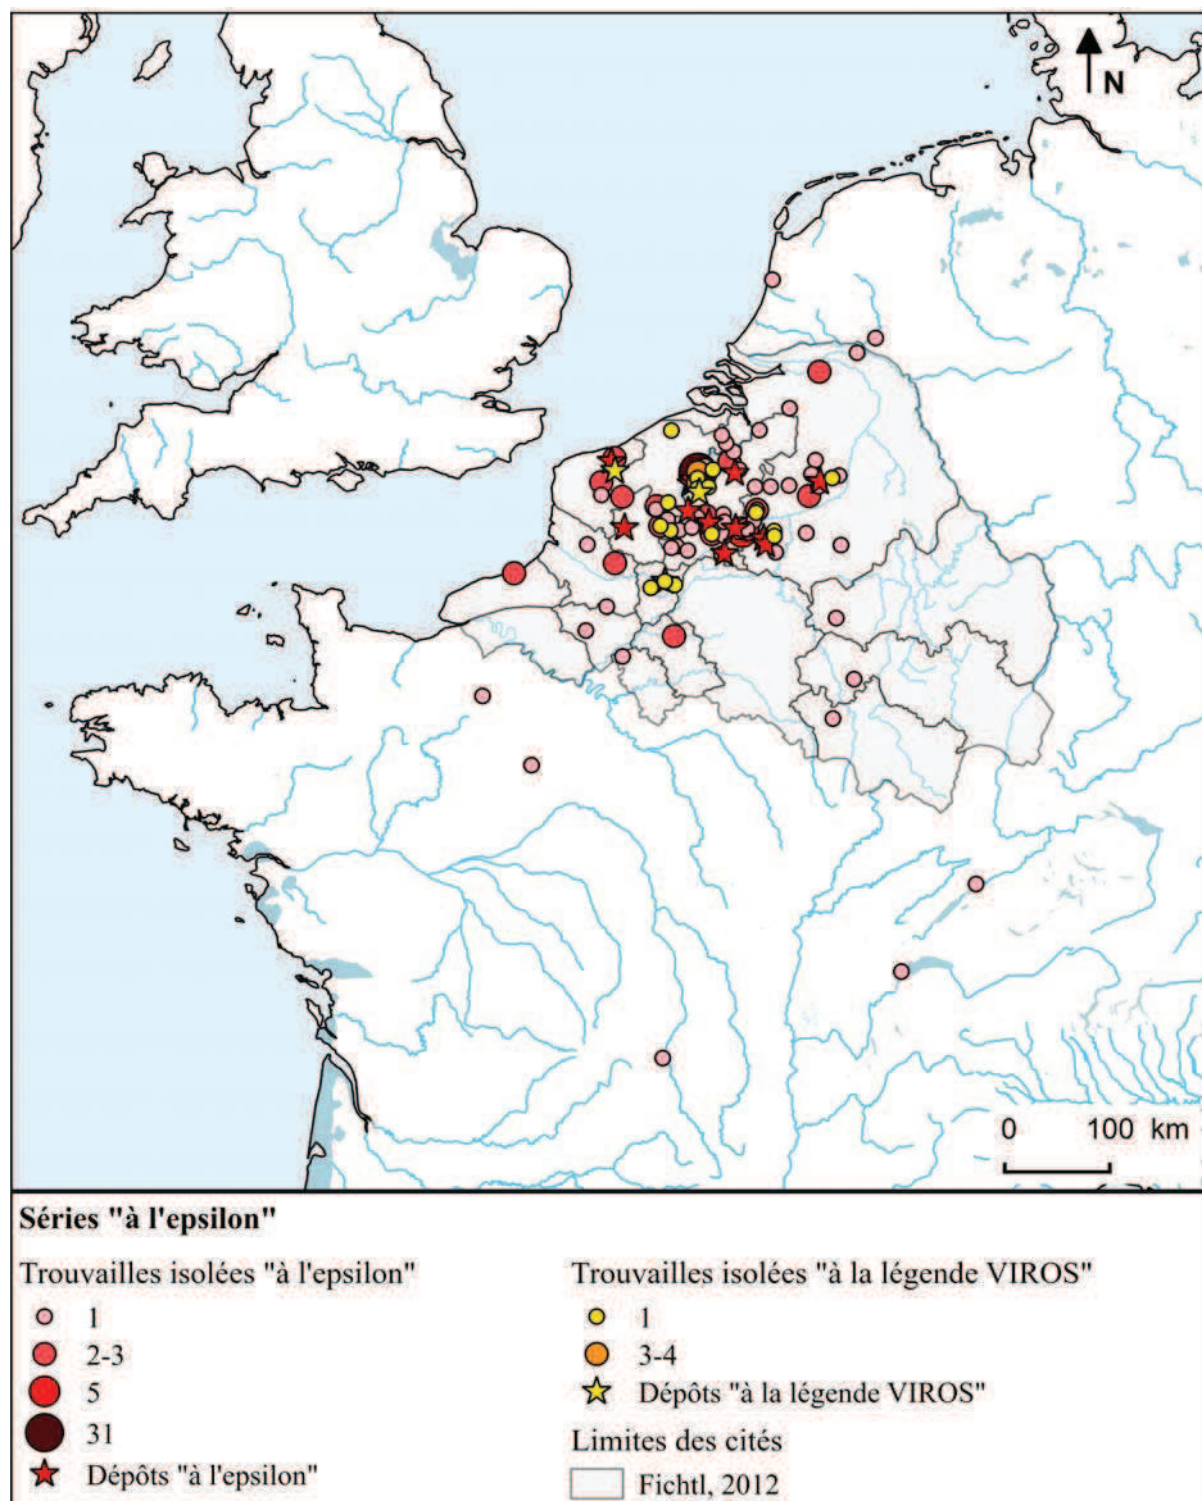 N
0 100 km
Séries "à l'epsilon"
Trouvailles isolées "à l'epsilon"
1
2-3
5
31
Dépôts "à l'epsilon"
Trouvailles isolées "à la légende VIROS"
1
3-4
Dépôts "à la légende VIROS"
Limites des cités
Fichtl, 2012